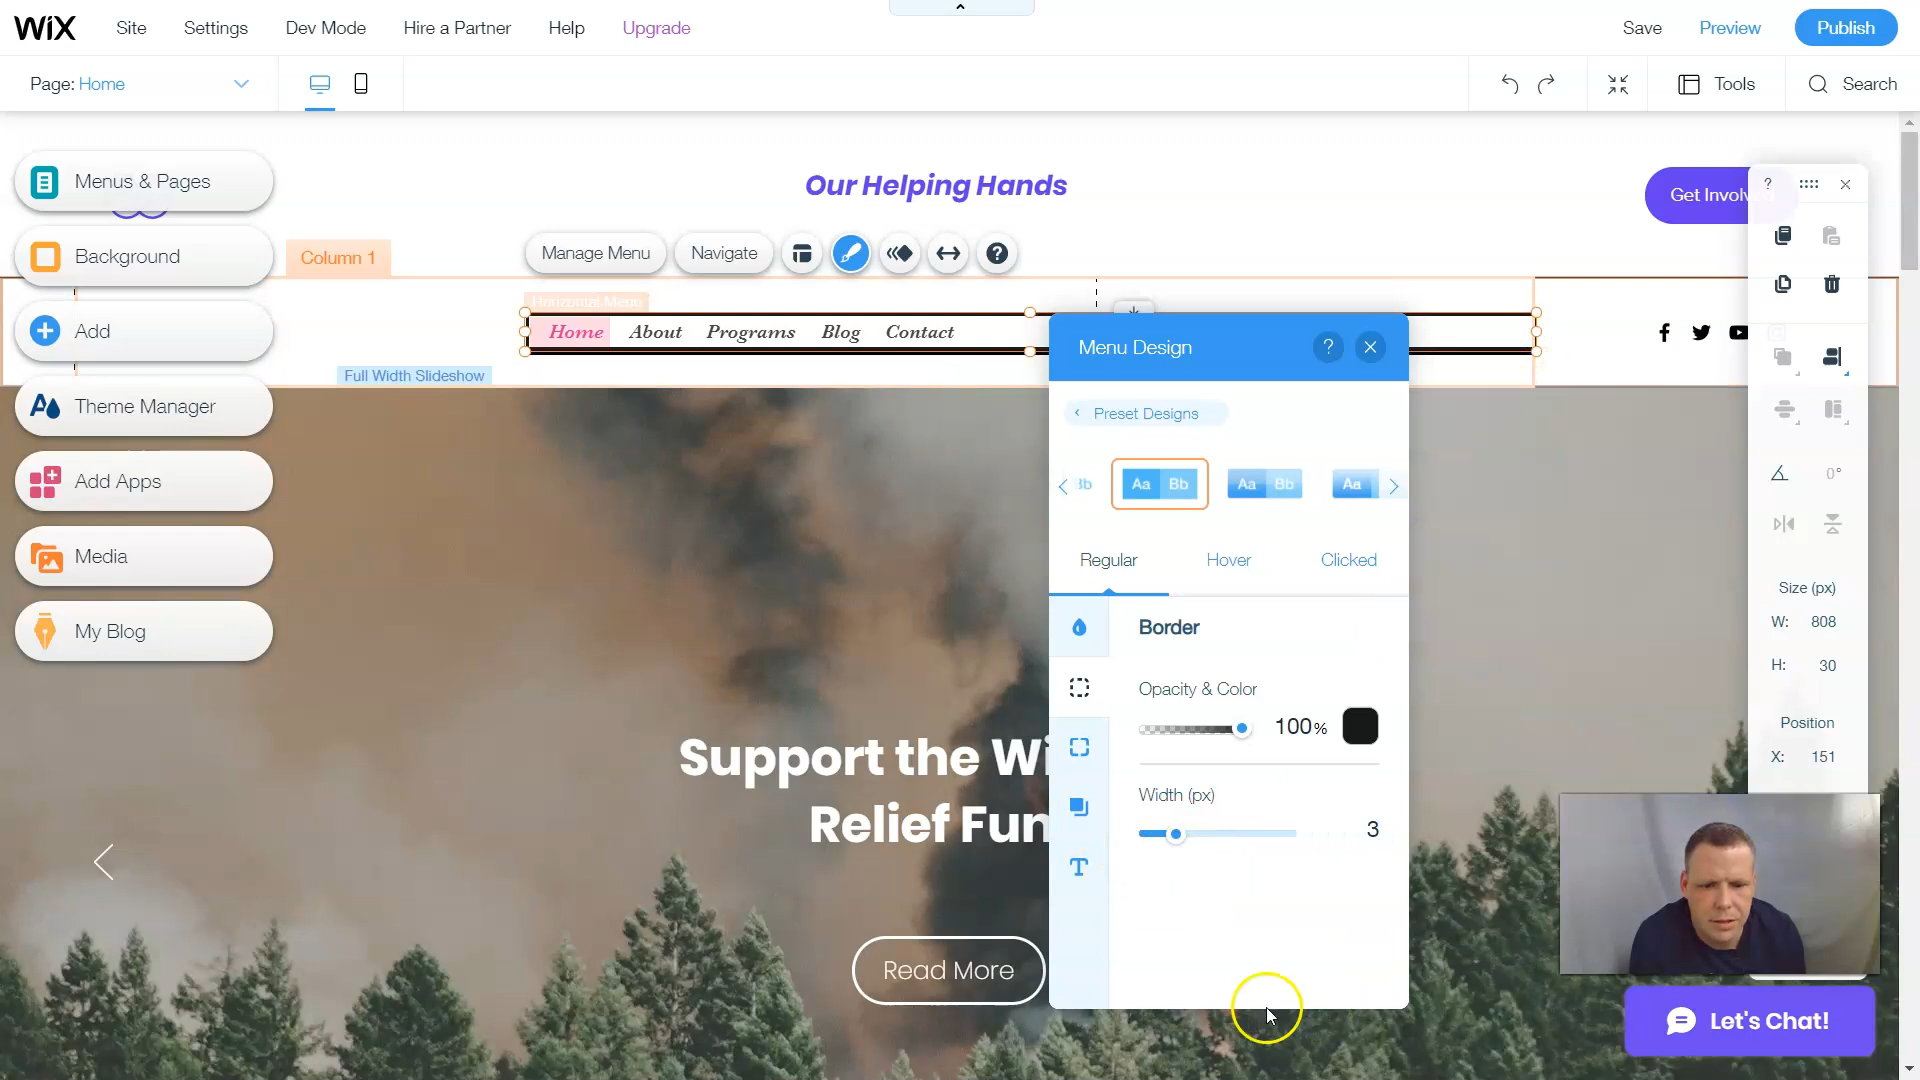 WiX Site Settings Dev Mode Hire a Partner Help Upgrade Save Preview Publish
Page: Home Tools Search
Our Helping Hands
Get Involv
?
Menus & Pages
Background
Add
Theme Manager
Add Apps
Media
My Blog
Column 1
Manage Menu Navigate ?
Horizontal Menu
Home About Programs Blog Contact
Full Width Slideshow
Menu Design ?
Preset Designs
Bb Aa Bb Aa Bb Aa
Regular Hover Clicked
Border
Opacity & Color
100%
Width (px)
3
T
0°
Size (px)
W: 808
H: 30
Position
X: 151
Support the Wi
Relief Fun
Read More
Let's Chat!